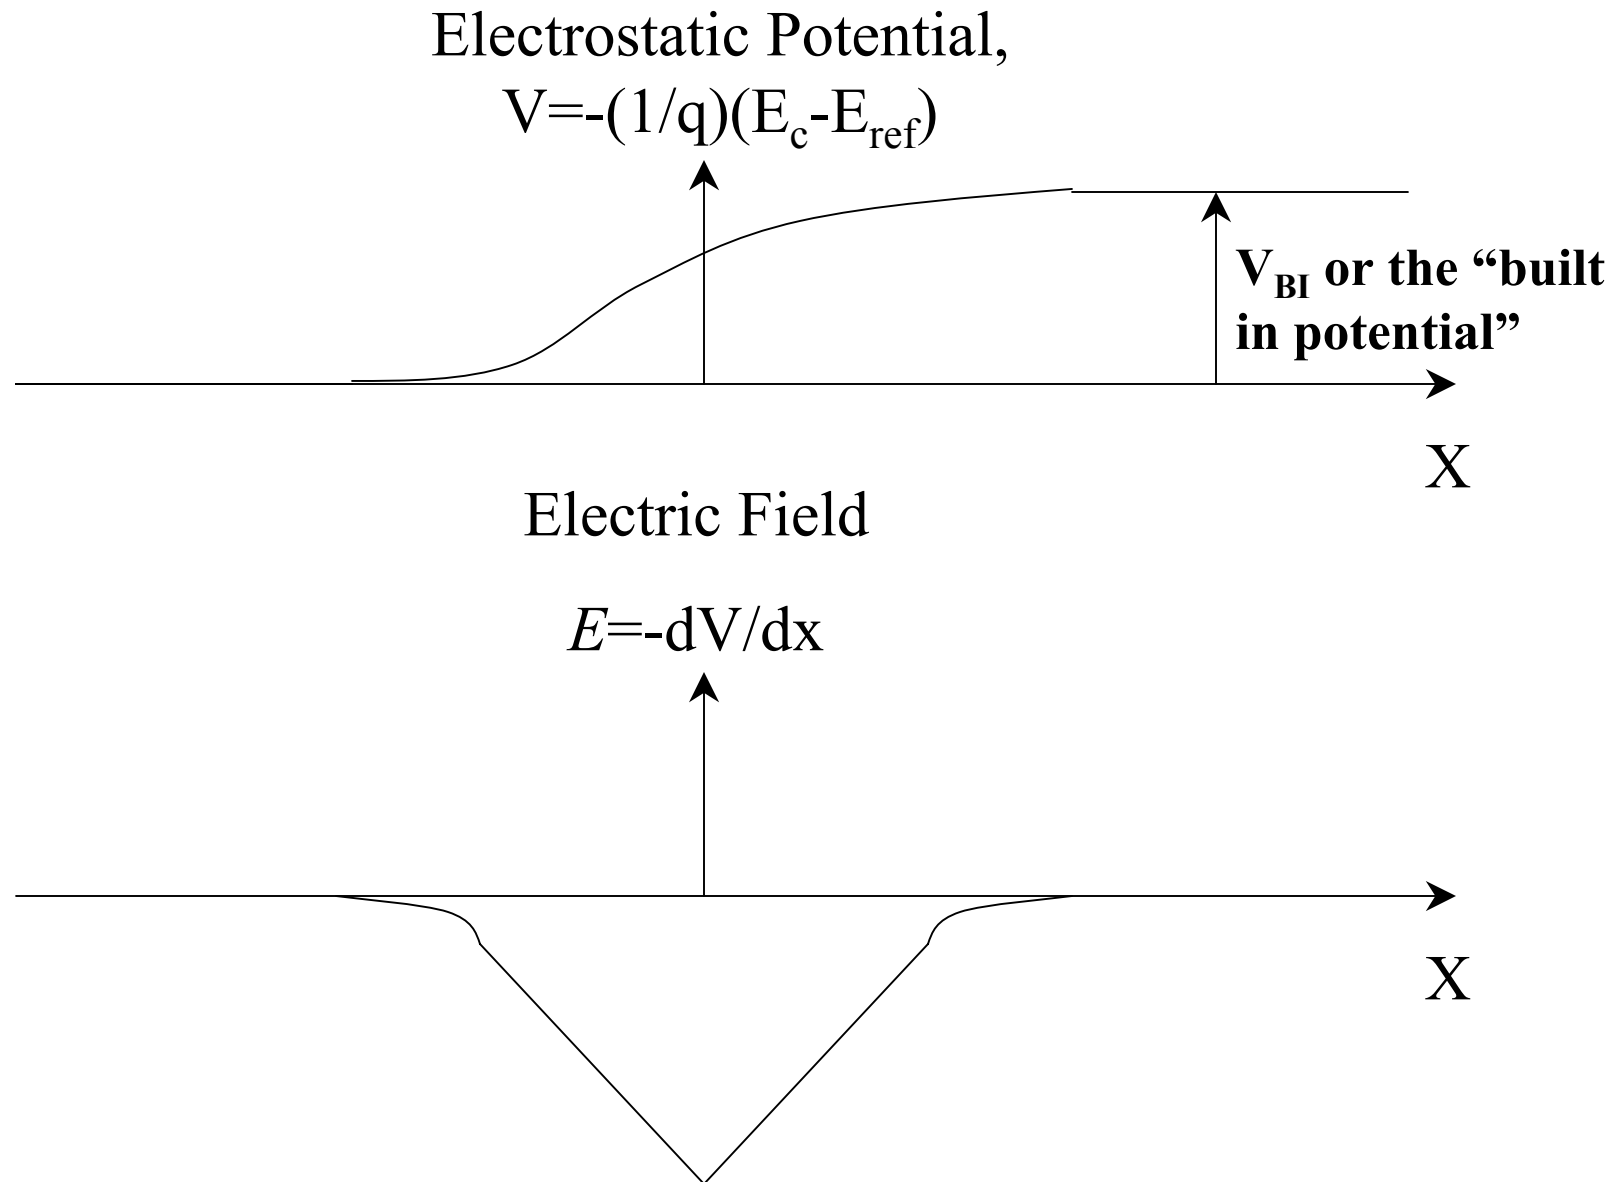 Electrostatic Potential,
V=-(1/q)(Ec-Eref)
VBI or the “built
in potential”
X
Electric Field
E=-dV/dx
X